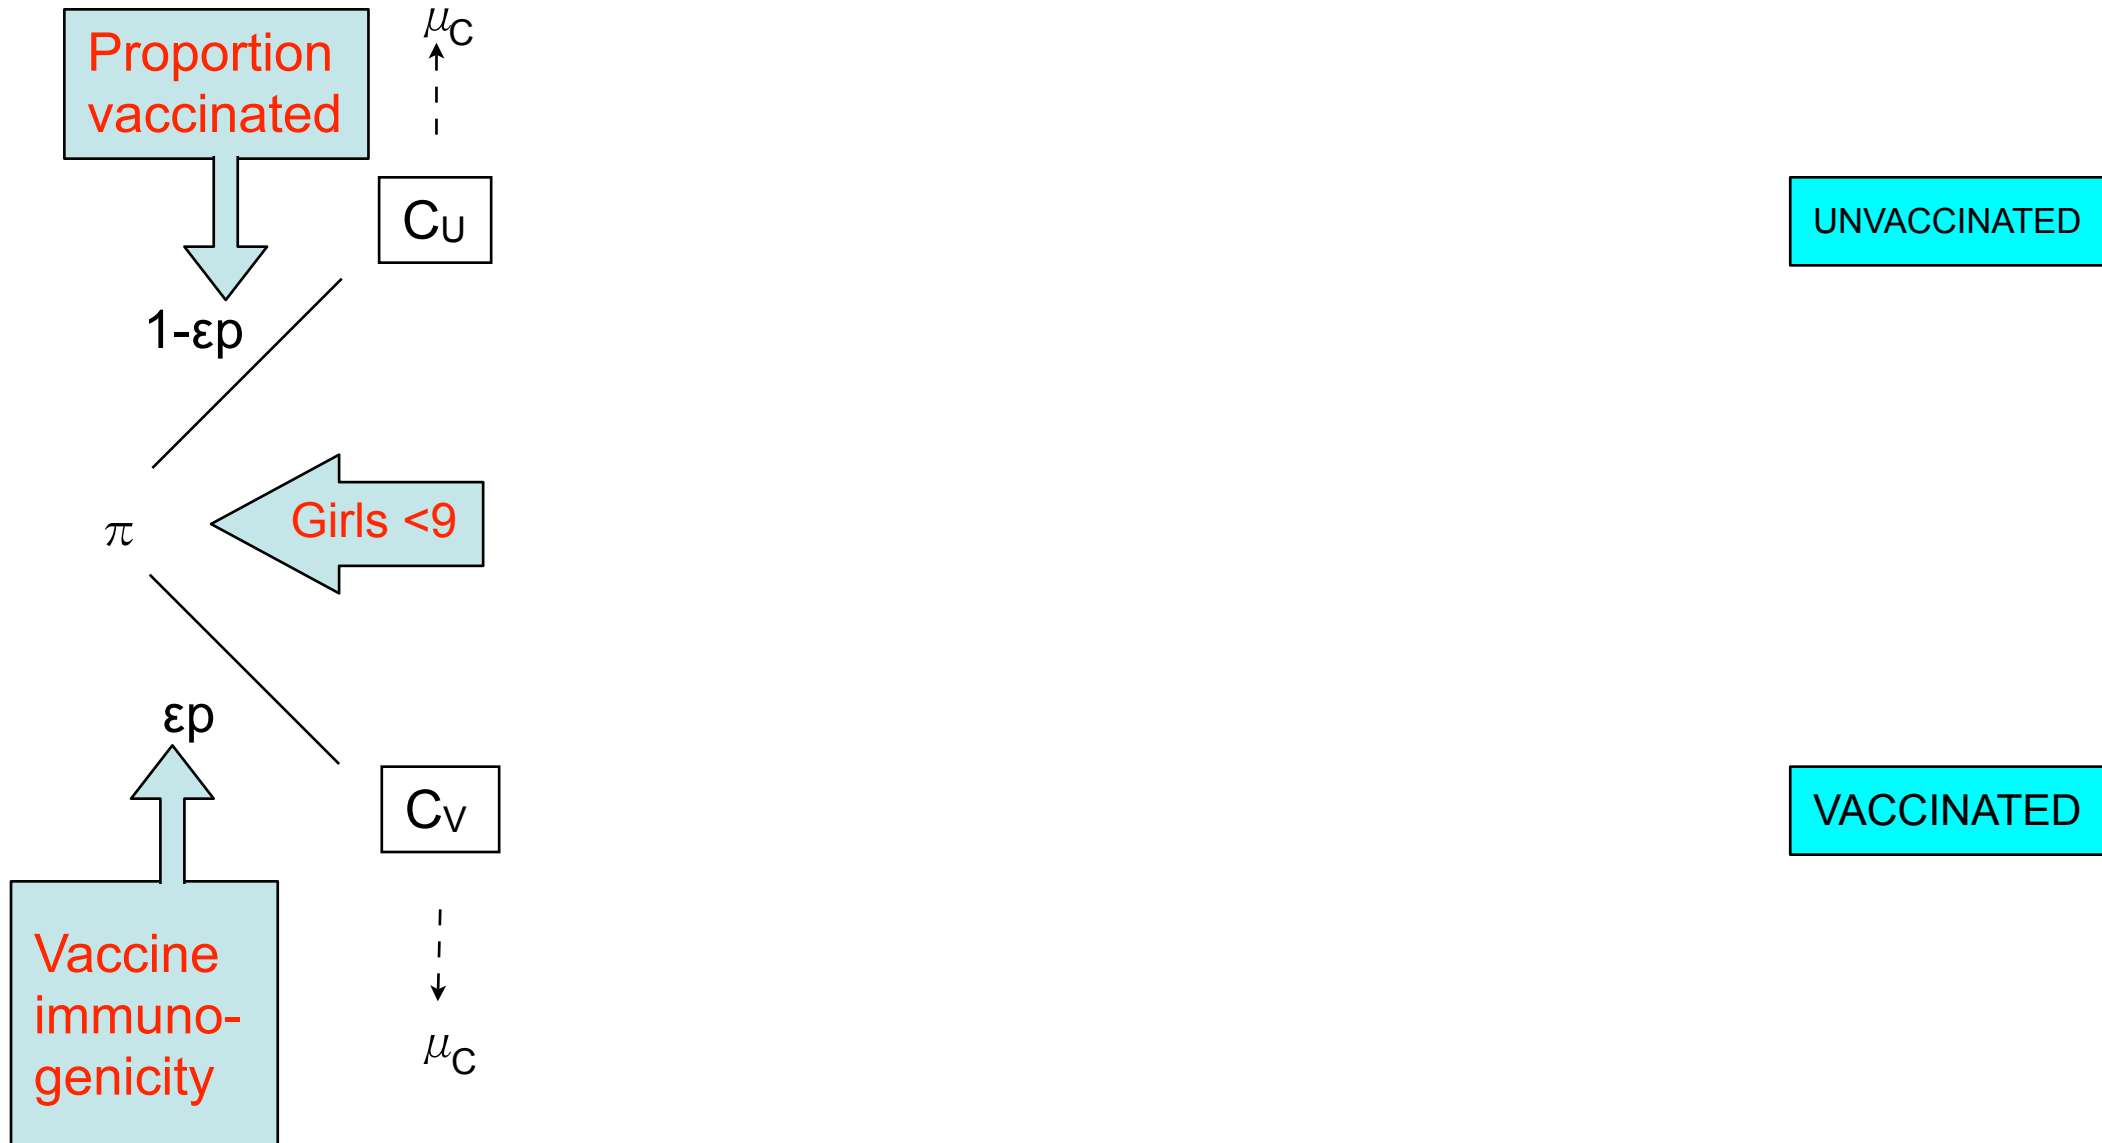 Proportion
vaccinated
μC
CU
UNVACCINATED
1-εp
π
Girls <9
εp
CV
VACCINATED
Vaccine
immuno-
genicity
μC